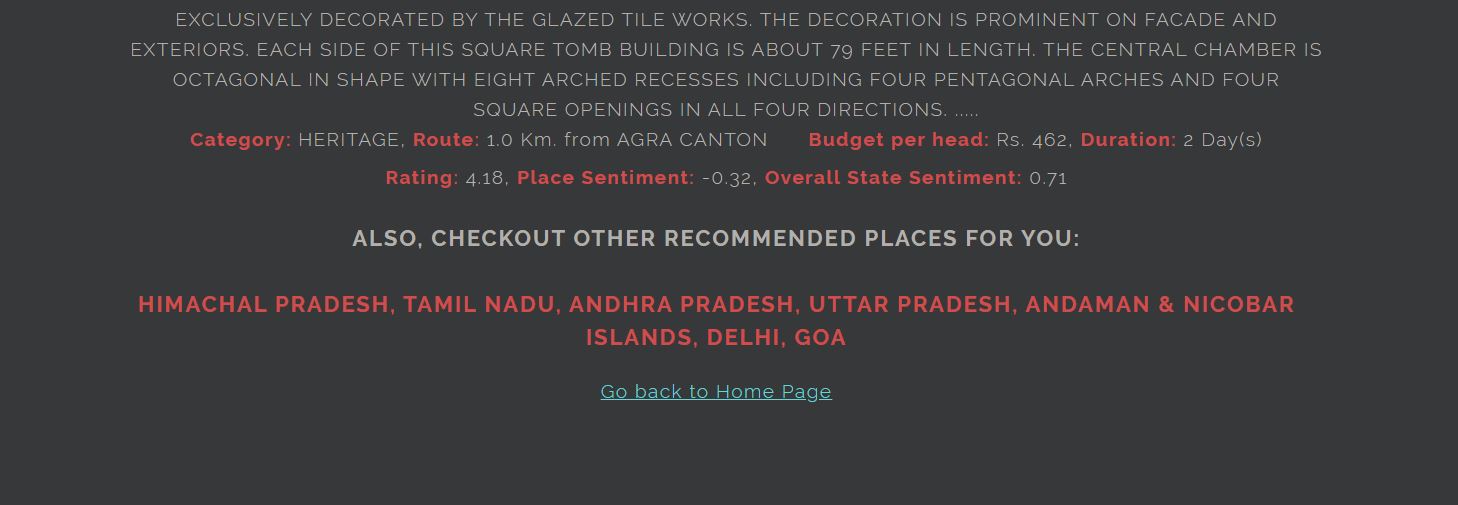 EXCLUSIVELY DECORATED BY THE GLAZED TILE WORKS. THE DECORATION IS PROMINENT ON FACADE AND
EXTERIORS. EACH SIDE OF THIS SQUARE TOMB BUILDING IS ABOUT 79 FEET IN LENGTH. THE CENTRAL CHAMBER IS
OCTAGONAL IN SHAPE WITH EIGHT ARCHED RECESSES INCLUDING FOUR PENTAGONAL ARCHES AND FOUR
SQUARE OPENINGS IN ALL FOUR DIRECTIONS. .....
Category: HERITAGE, Route: 1.0 Km. from AGRA CANTON Budget per head: Rs. 462, Duration: 2 Day(s)
Rating: 4.18, Place Sentiment: -0.32, Overall State Sentiment: 0.71
ALSO, CHECKOUT OTHER RECOMMENDED PLACES FOR YOU:
HIMACHAL PRADESH, TAMIL NADU, ANDHRA PRADESH, UTTAR PRADESH, ANDAMAN & NICOBAR
ISLANDS, DELHI, GOA
Go back to Home Page